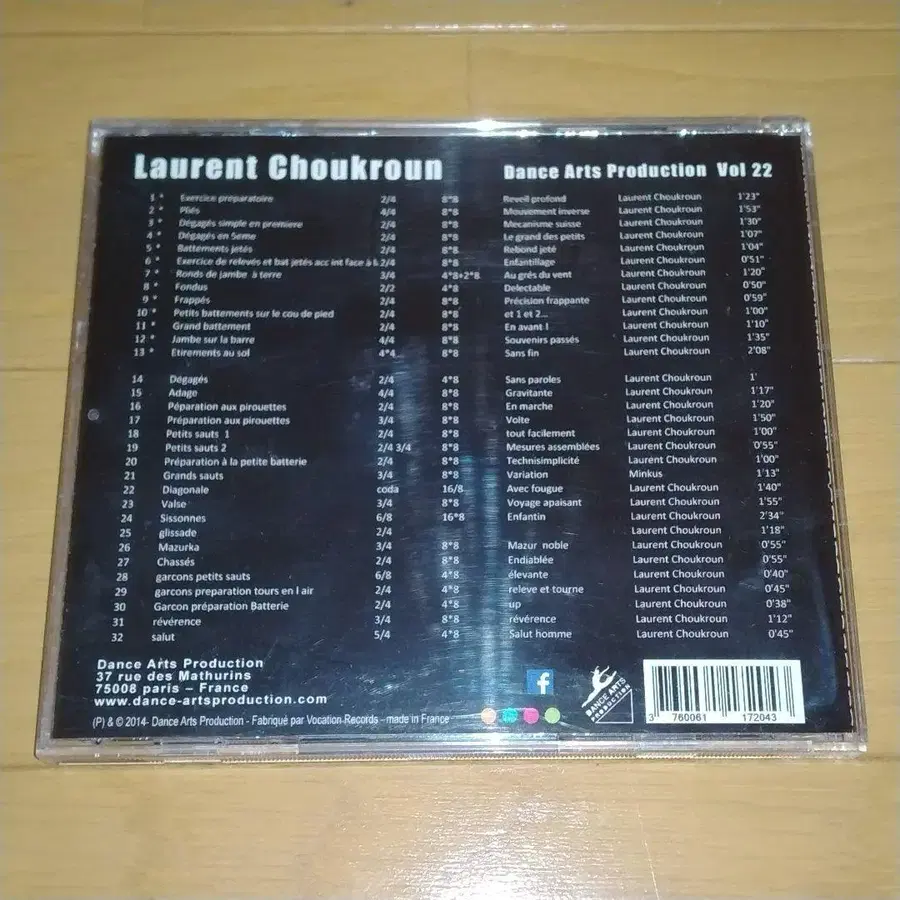 Laurent Choukroun Dance Arts Production Vol 22
1 * Exercice préparatoire 2/4 8*8 Reveil profond Laurent Choukroun 1'23"
2 * Pliés 4/4 8*8 Mouvement inverse Laurent Choukroun 1'53"
3 * Dégagés simple en premiere 2/4 8*8 Mecanisme suisse Laurent Choukroun 1'30"
4 * Dégagés en 5eme 2/4 8*8 Le grand des petits Laurent Choukroun 1'07"
5 * Battements jetés 2/4 8*8 Rebond jeté Laurent Choukroun 1'04"
6 * Exercice de relevés et bat jetés acc int face à b 2/4 8*8 Enfantillage Laurent Choukroun 0'51"
7 * Ronds de jambe à terre 3/4 4*8+2*8 Au grés du vent Laurent Choukroun 1'20"
8 * Fondus 2/2 4*8 Delectable Laurent Choukroun 0'50"
9 * Frappés 2/4 8*8 Précision frappante Laurent Choukroun 0'59"
10 * Petits battements sur le cou de pied 2/4 8*8 et 1 et 2... Laurent Choukroun 1'00"
11 * Grand battement 2/4 8*8 En avant ! Laurent Choukroun 1'10"
12 * Jambe sur la barre 4/4 8*8 Souvenirs passés Laurent Choukroun 1'35"
13 * Etirements au sol 4*4 8*8 Sans fin Laurent Choukroun 2'08"
14 Dégagés 2/4 4*8 Sans paroles Laurent Choukroun 1'
15 Adage 4/4 8*8 Gravitante Laurent Choukroun 1'17"
16 Péparation aux pirouettes 2/4 8*8 En marche Laurent Choukroun 1'20"
17 Préparation aux pirouettes 3/4 8*8 Volte Laurent Choukroun 1'50"
18 Petits sauts 1 2/4 8*8 tout facilement Laurent Choukroun 1'00"
19 Petits sauts 2 2/4 3/4 8*8 Mesures assemblées Laurent Choukroun 0'55"
20 Préparation à la petite batterie 2/4 8*8 Technisimplicité Laurent Choukroun 1'00"
21 Grands sauts 3/4 8*8 Variation Minkus 1'13"
22 Diagonale coda 16/8 Avec fougue Laurent Choukroun 1'40"
23 Valse 3/4 8*8 Voyage apaisant Laurent Choukroun 1'55"
24 Sissonnes 6/8 16*8 Enfantin Laurent Choukroun 2'34"
25 glissade 2/4 Laurent Choukroun 1'18"
26 Mazurka 3/4 8*8 Mazur noble Laurent Choukroun 0'55"
27 Chassés 2/4 8*8 Endiablée Laurent Choukroun 0'55"
28 garcons petits sauts 6/8 4*8 élevante Laurent Choukroun 0'40"
29 garcons preparation tours en l air 2/4 4*8 releve et tourne Laurent Choukroun 0'45"
30 Garcon préparation Batterie 2/4 4*8 up Laurent Choukroun 0'38"
31 révérence 3/4 8*8 révérence Laurent Choukroun 1'12"
32 salut 5/4 4*8 Salut homme Laurent Choukroun 0'45"
Dance Arts Production
37 rue des Mathurins
75008 paris – France
www.dance-artsproduction.com
(P) & © 2014- Dance Arts Production - Fabriqué par Vocation Records – made in France
f
DANCE ARTS
PRODUCTION
3 760061 172043